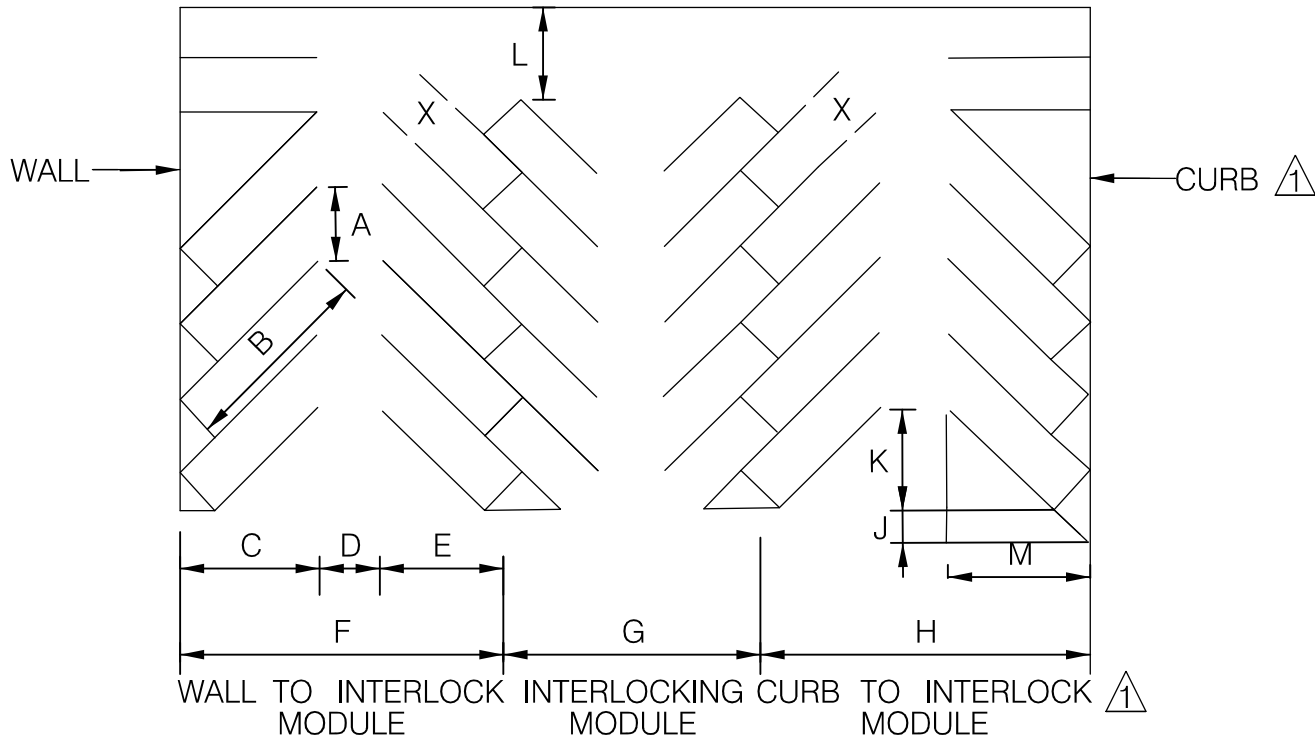 L
X X
WALL
CURB 1
A
B
K
J
C D E M
F G H
WALL TO INTERLOCK MODULE
INTERLOCKING MODULE
CURB TO INTERLOCK MODULE 1